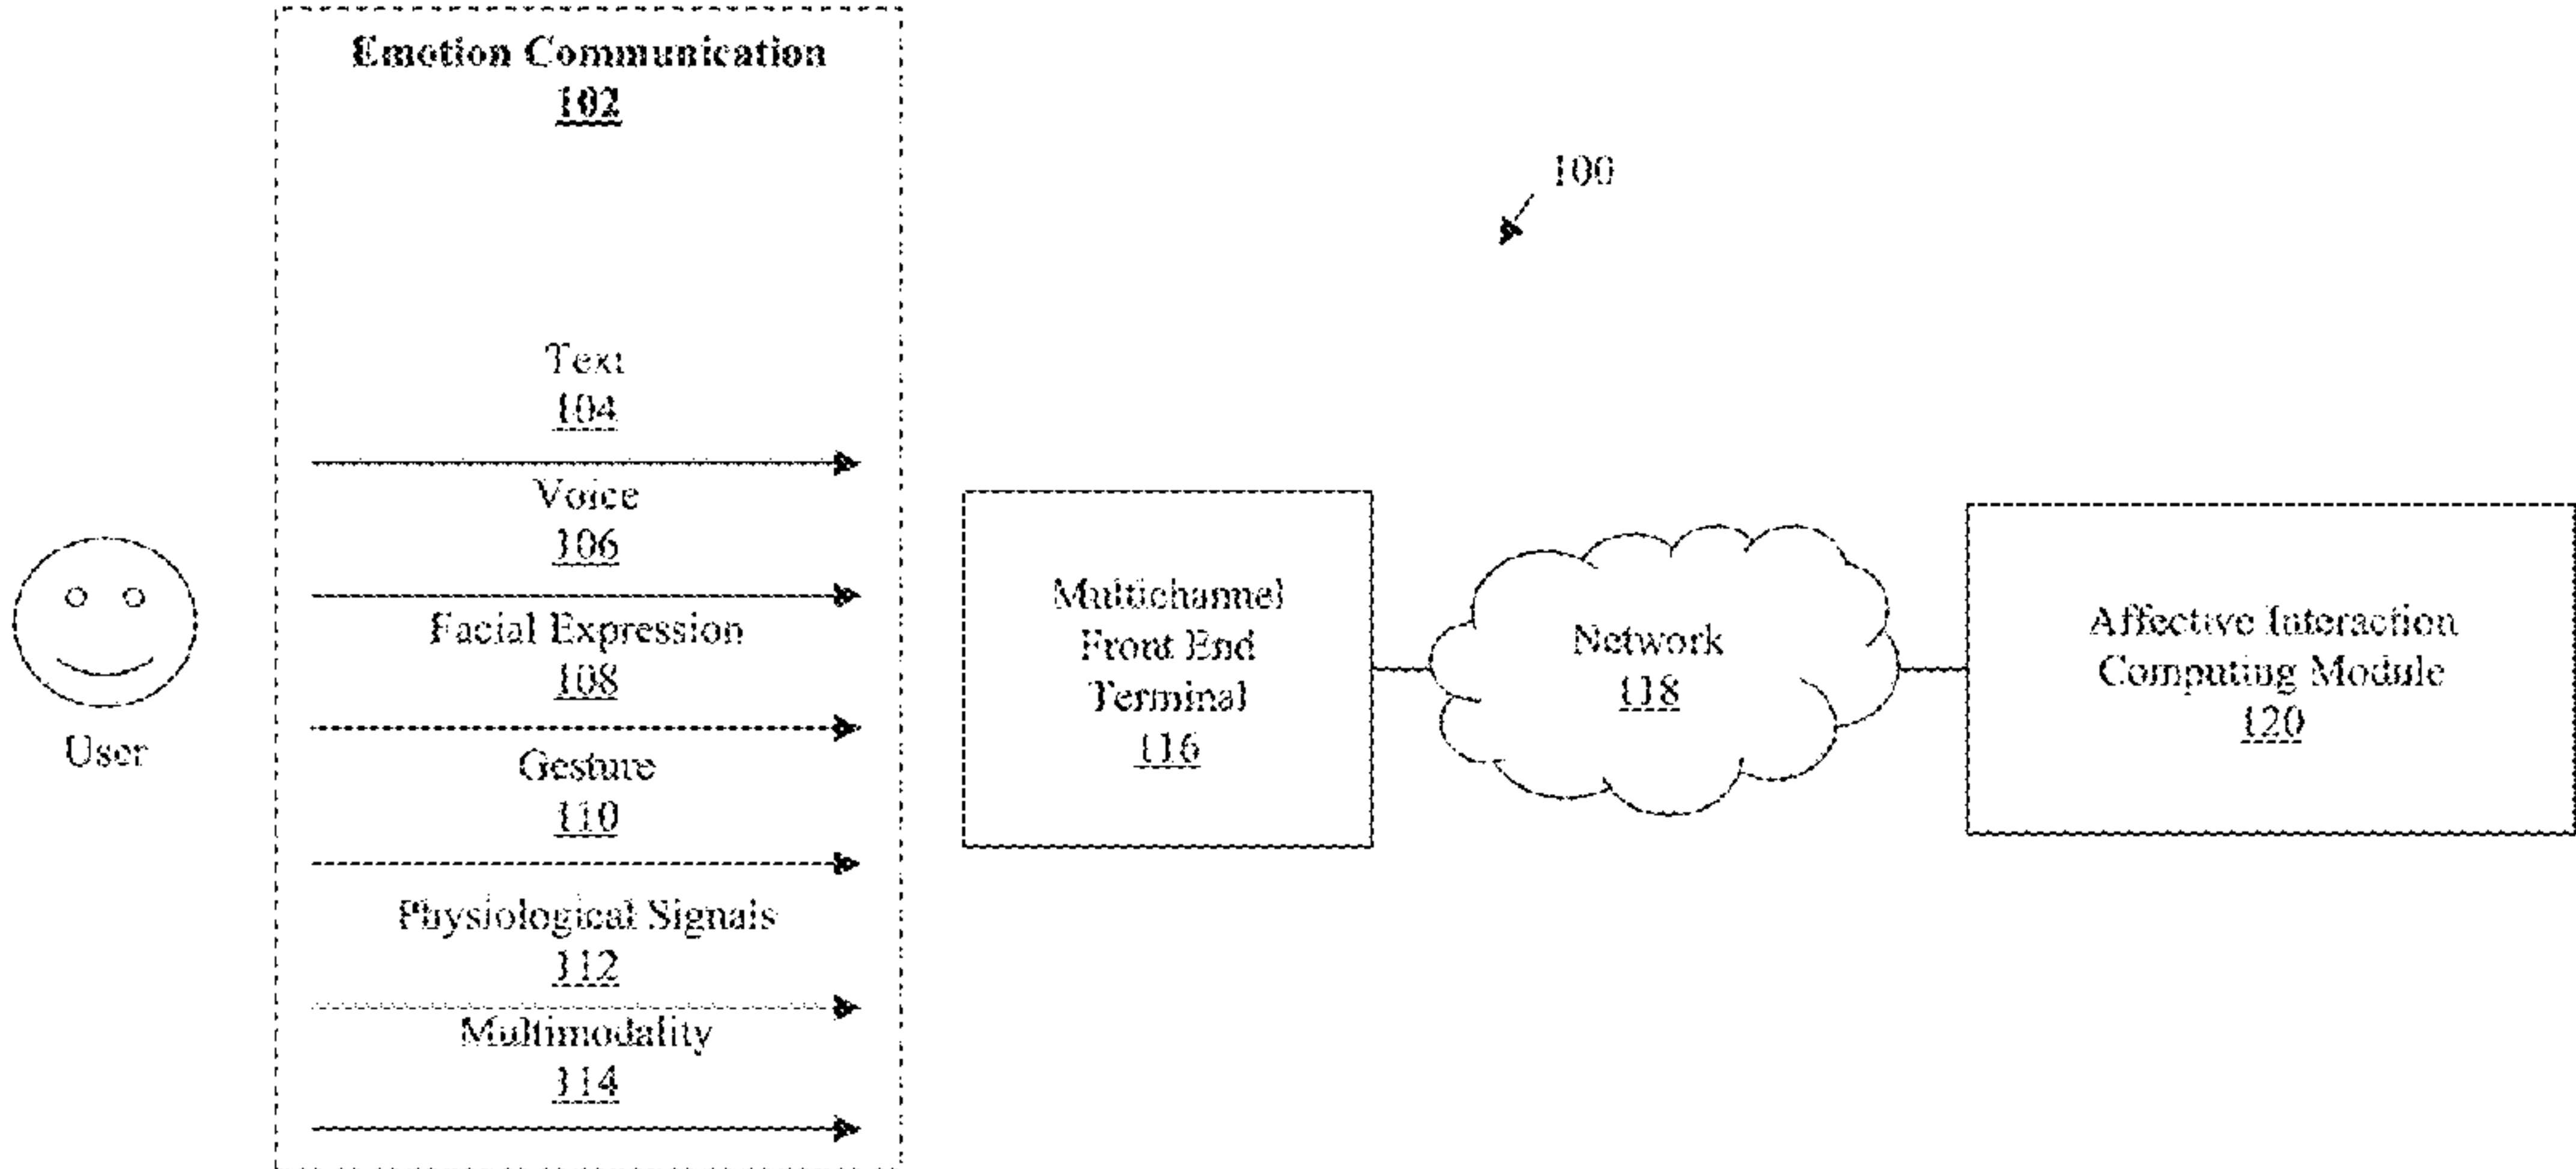 Emotion Communication
102
100
Text
104
Voice
106
Facial Expression
108
Gesture
110
Physiological Signals
112
Multimodality
114
User
Multichannel
Front End
Terminal
116
Network
118
Affective Interaction
Computing Module
120